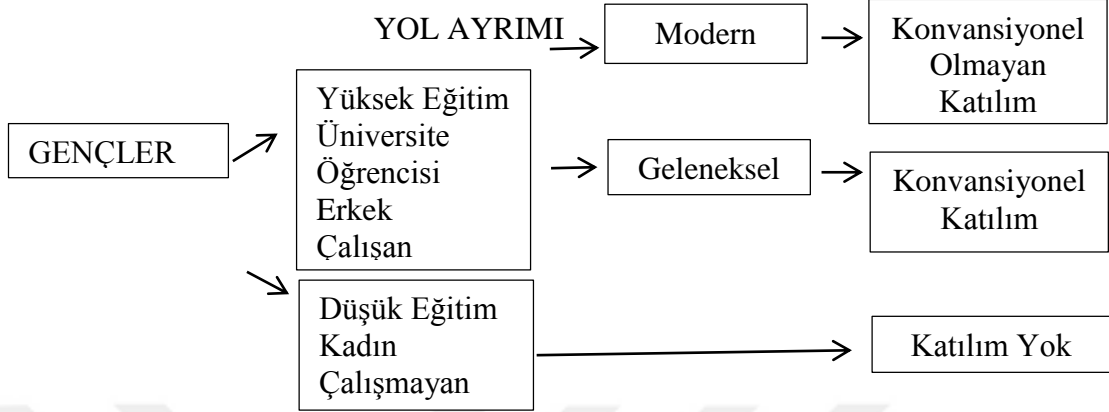 YOL AYRIMI
Modern
Konvansiyonel
Olmayan
Katılım
GENÇLER
Yüksek Eğitim
Üniversite
Öğrencisi
Erkek
Çalışan
Geleneksel
Konvansiyonel
Katılım
Düşük Eğitim
Kadın
Çalışmayan
Katılım Yok